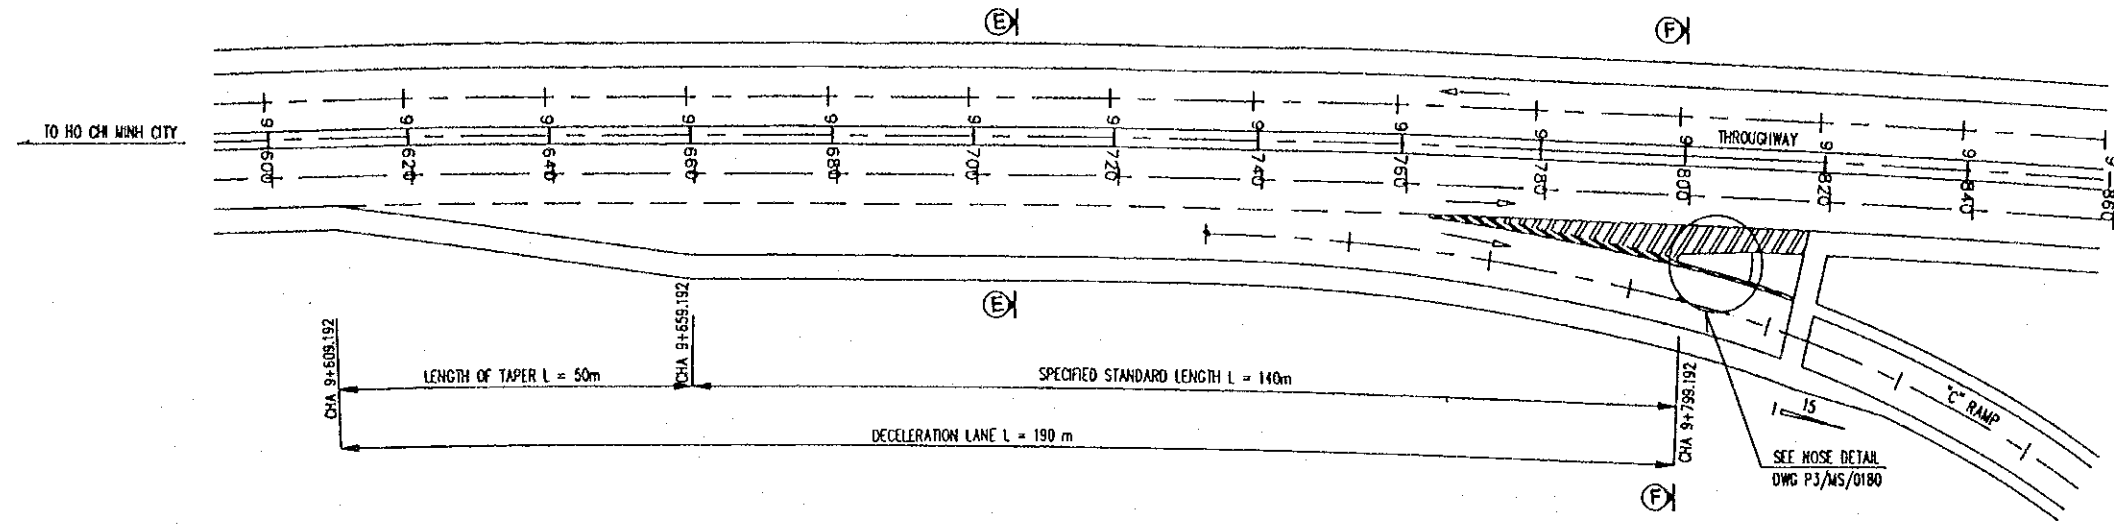 E
F
TO HO CHI MINH CITY
9 600
9 620
9 640
9 660
9 680
9 700
9 720
9 740
9 760
9 780
9 800
9 820
9 840
9 860
THROUGHWAY
CHA 9+609.192
CHA 9+659.192
E
LENGTH OF TAPER L = 50m
SPECIFIED STANDARD LENGTH L = 140m
CHA 9+799.192
DECELERATION LANE L = 190 m
1 15
"C" RAMP
SEE NOSE DETAIL
DWG P3/MS/0180
F